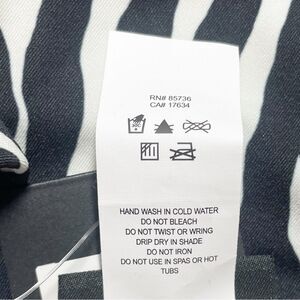 RN# 85736
CA# 17634
HAND WASH IN COLD WATER
DO NOT BLEACH
DO NOT TWIST OR WRING
DRIP DRY IN SHADE
DO NOT IRON
DO NOT USE IN SPAS OR HOT
TUBS